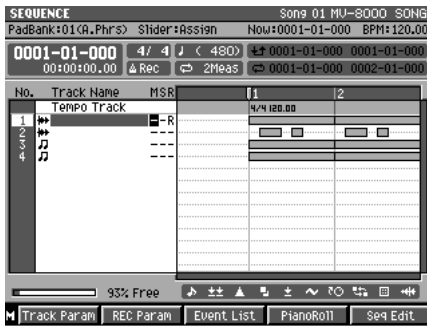 SEQUENCE Song 01 MV-8000 SONG
PadBank:01(A.Phrs) Slider:Assign Now:0001-01-000 BPM:120.00
0001-01-000 4/ 4 ♩ ( 480) 0001-01-000 0001-01-000
00:00:00.00 Rec 2Meas 0001-01-000 0002-01-000
No. Track Name MSR 1 2
Tempo Track 4/4 120.00
1 --R
2 ---
3 ---
4 ---
93% Free
M Track Param REC Param Event List PianoRoll Seq Edit